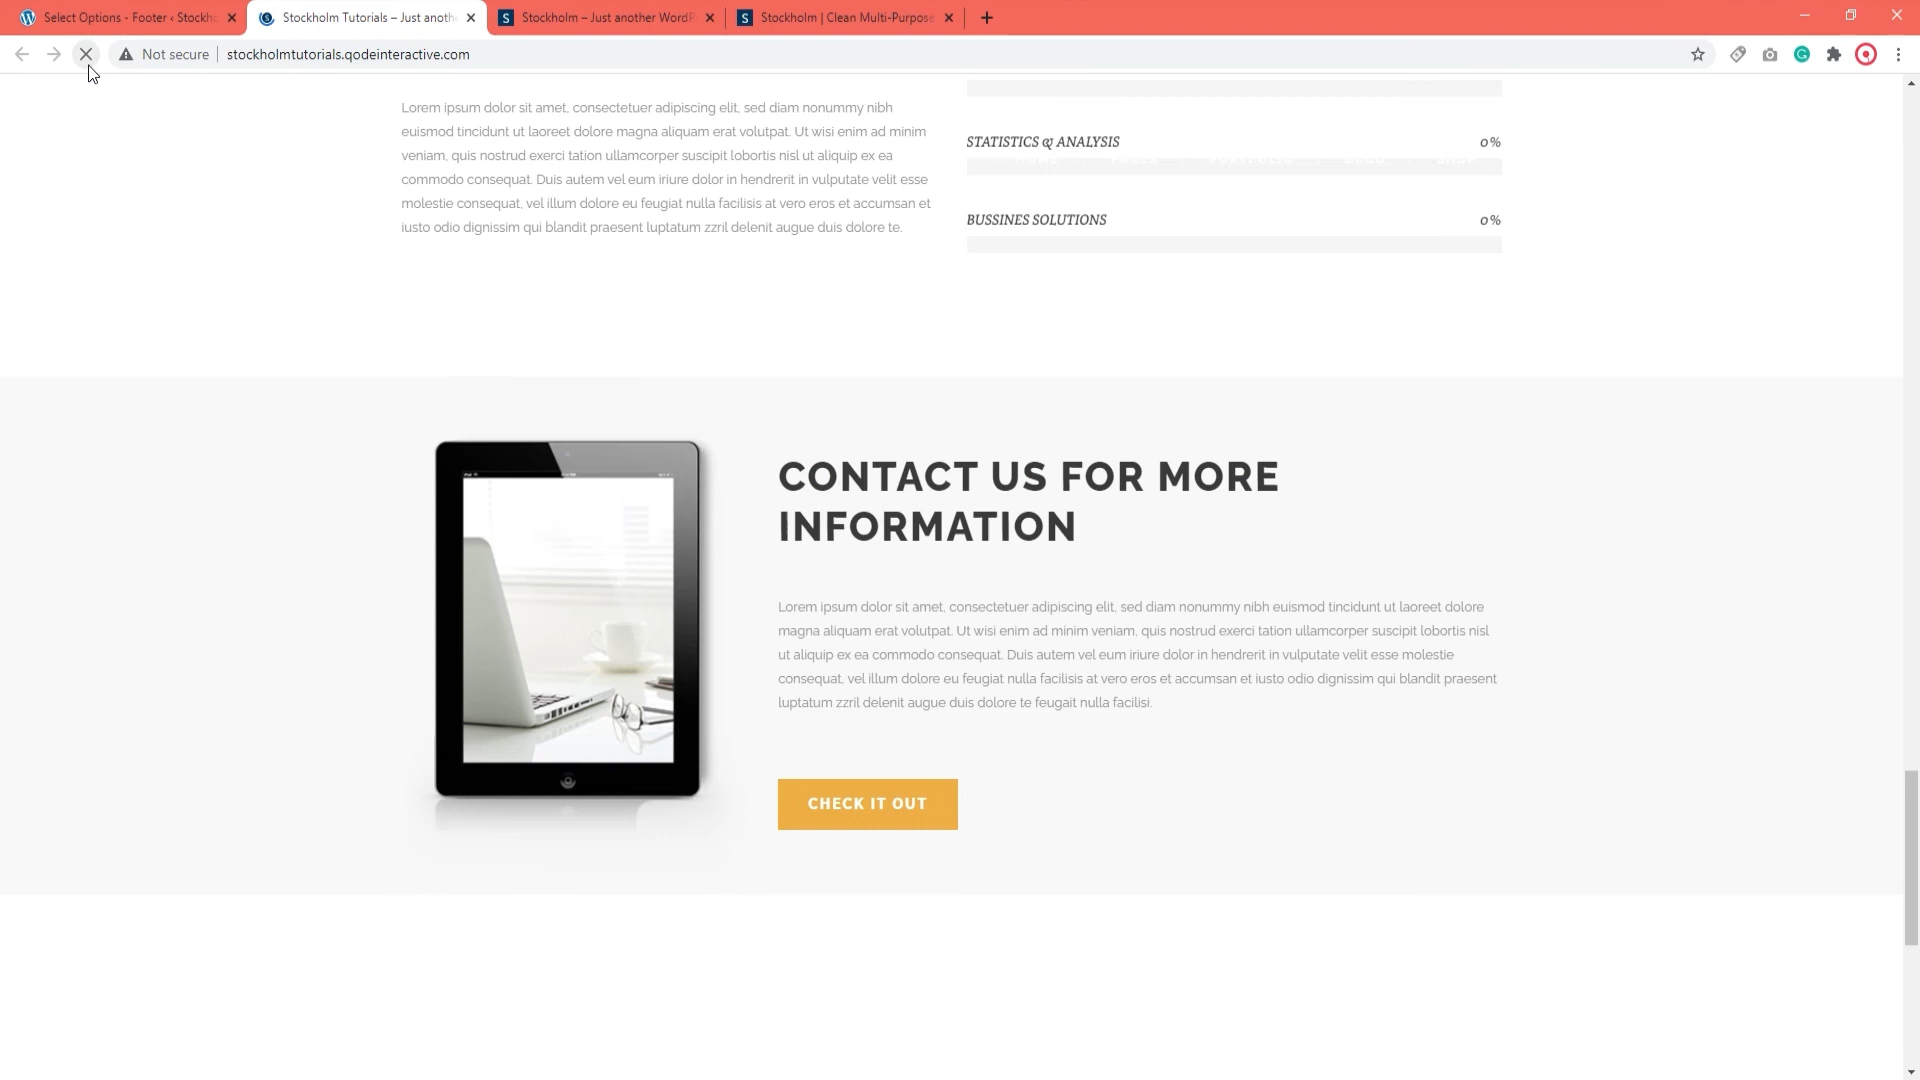 Select Options - Footer ‹ Stockh
Stockholm Tutorials – Just anoth
Stockholm – Just another WordP
Stockholm | Clean Multi-Purpose
Not secure
stockholmtutorials.qodeinteractive.com
Lorem ipsum dolor sit amet, consectetuer adipiscing elit, sed diam nonummy nibh
euismod tincidunt ut laoreet dolore magna aliquam erat volutpat. Ut wisi enim ad minim
veniam, quis nostrud exerci tation ullamcorper suscipit lobortis nisl ut aliquip ex ea
commodo consequat. Duis autem vel eum iriure dolor in hendrerit in vulputate velit esse
molestie consequat, vel illum dolore eu feugiat nulla facilisis at vero eros et accumsan et
iusto odio dignissim qui blandit praesent luptatum zzril delenit augue duis dolore te.
STATISTICS & ANALYSIS 0%
BUSSINES SOLUTIONS 0%
CONTACT US FOR MORE
INFORMATION
Lorem ipsum dolor sit amet, consectetuer adipiscing elit, sed diam nonummy nibh euismod tincidunt ut laoreet dolore
magna aliquam erat volutpat. Ut wisi enim ad minim veniam, quis nostrud exerci tation ullamcorper suscipit lobortis nisl
ut aliquip ex ea commodo consequat. Duis autem vel eum iriure dolor in hendrerit in vulputate velit esse molestie
consequat, vel illum dolore eu feugiat nulla facilisis at vero eros et accumsan et iusto odio dignissim qui blandit praesent
luptatum zzril delenit augue duis dolore te feugait nulla facilisi.
CHECK IT OUT